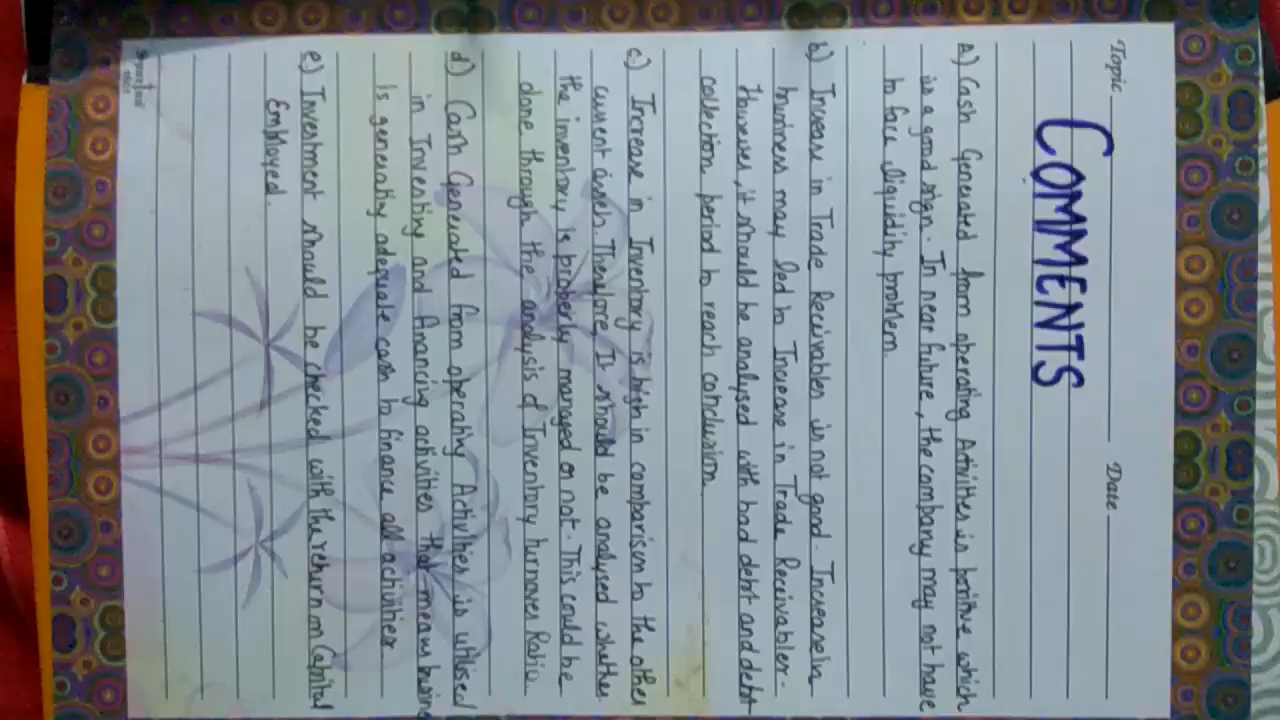 Topic Date
COMMENTS
a) Cash Generated from operating Activities is positive which
is a good sign. In near future, the company may not have
to face liquidity problem.
b) Increase in Trade Receivables is not good. Increase in
business may led to Increase in Trade Receivables.
However, it should be analysed with bad debt and debt
collection period to reach conclusion.
c) Increase in Inventory is high in comparison to the other
current assets. Therefore, It should be analysed whether
the inventory is properly managed or not. This could be
done through the analysis of Inventory turnover Ratio.
d) Cash Generated from operating Activities is utilised
in Investing and financing activities that means
is generating adequate cash to finance all activities
e) Investment should be checked with the return on Capital
Employed.